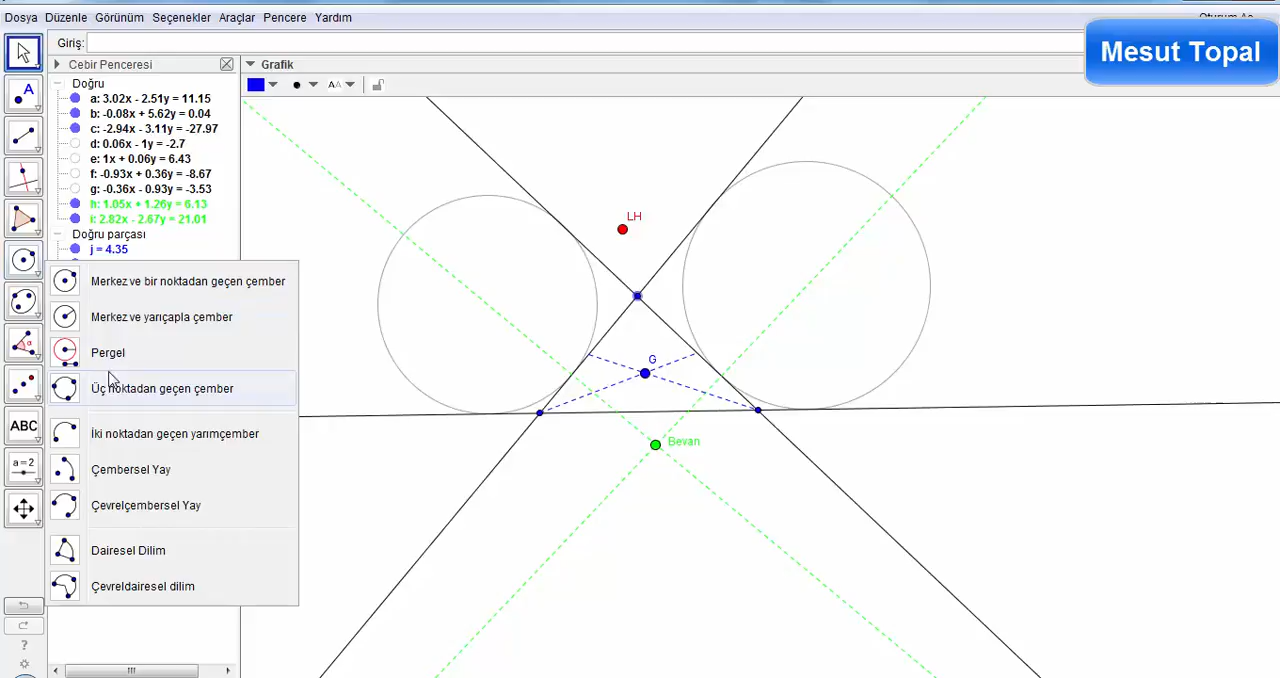 Dosya Düzenle Görünüm Seçenekler Araçlar Pencere Yardım
Mesut Topal
Giriş:
Cebir Penceresi
Grafik
Doğru
a: 3.02x - 2.51y = 11.15
b: -0.08x + 5.62y = 0.04
c: -2.94x - 3.11y = -27.97
d: 0.06x - 1y = -2.7
e: 1x + 0.06y = 6.43
f: -0.93x + 0.36y = -8.67
g: -0.36x - 0.93y = -3.53
h: 1.05x + 1.26y = 6.13
i: 2.82x - 2.67y = 21.01
Doğru parçası
j = 4.35
Merkez ve bir noktadan geçen çember
Merkez ve yarıçapla çember
Pergel
Üç noktadan geçen çember
İki noktadan geçen yarımçember
Çembersel Yay
Çevrelçembersel Yay
Dairesel Dilim
Çevreldairesel dilim
A
α
ABC
a=2
?
AA
LH
G
Bevan